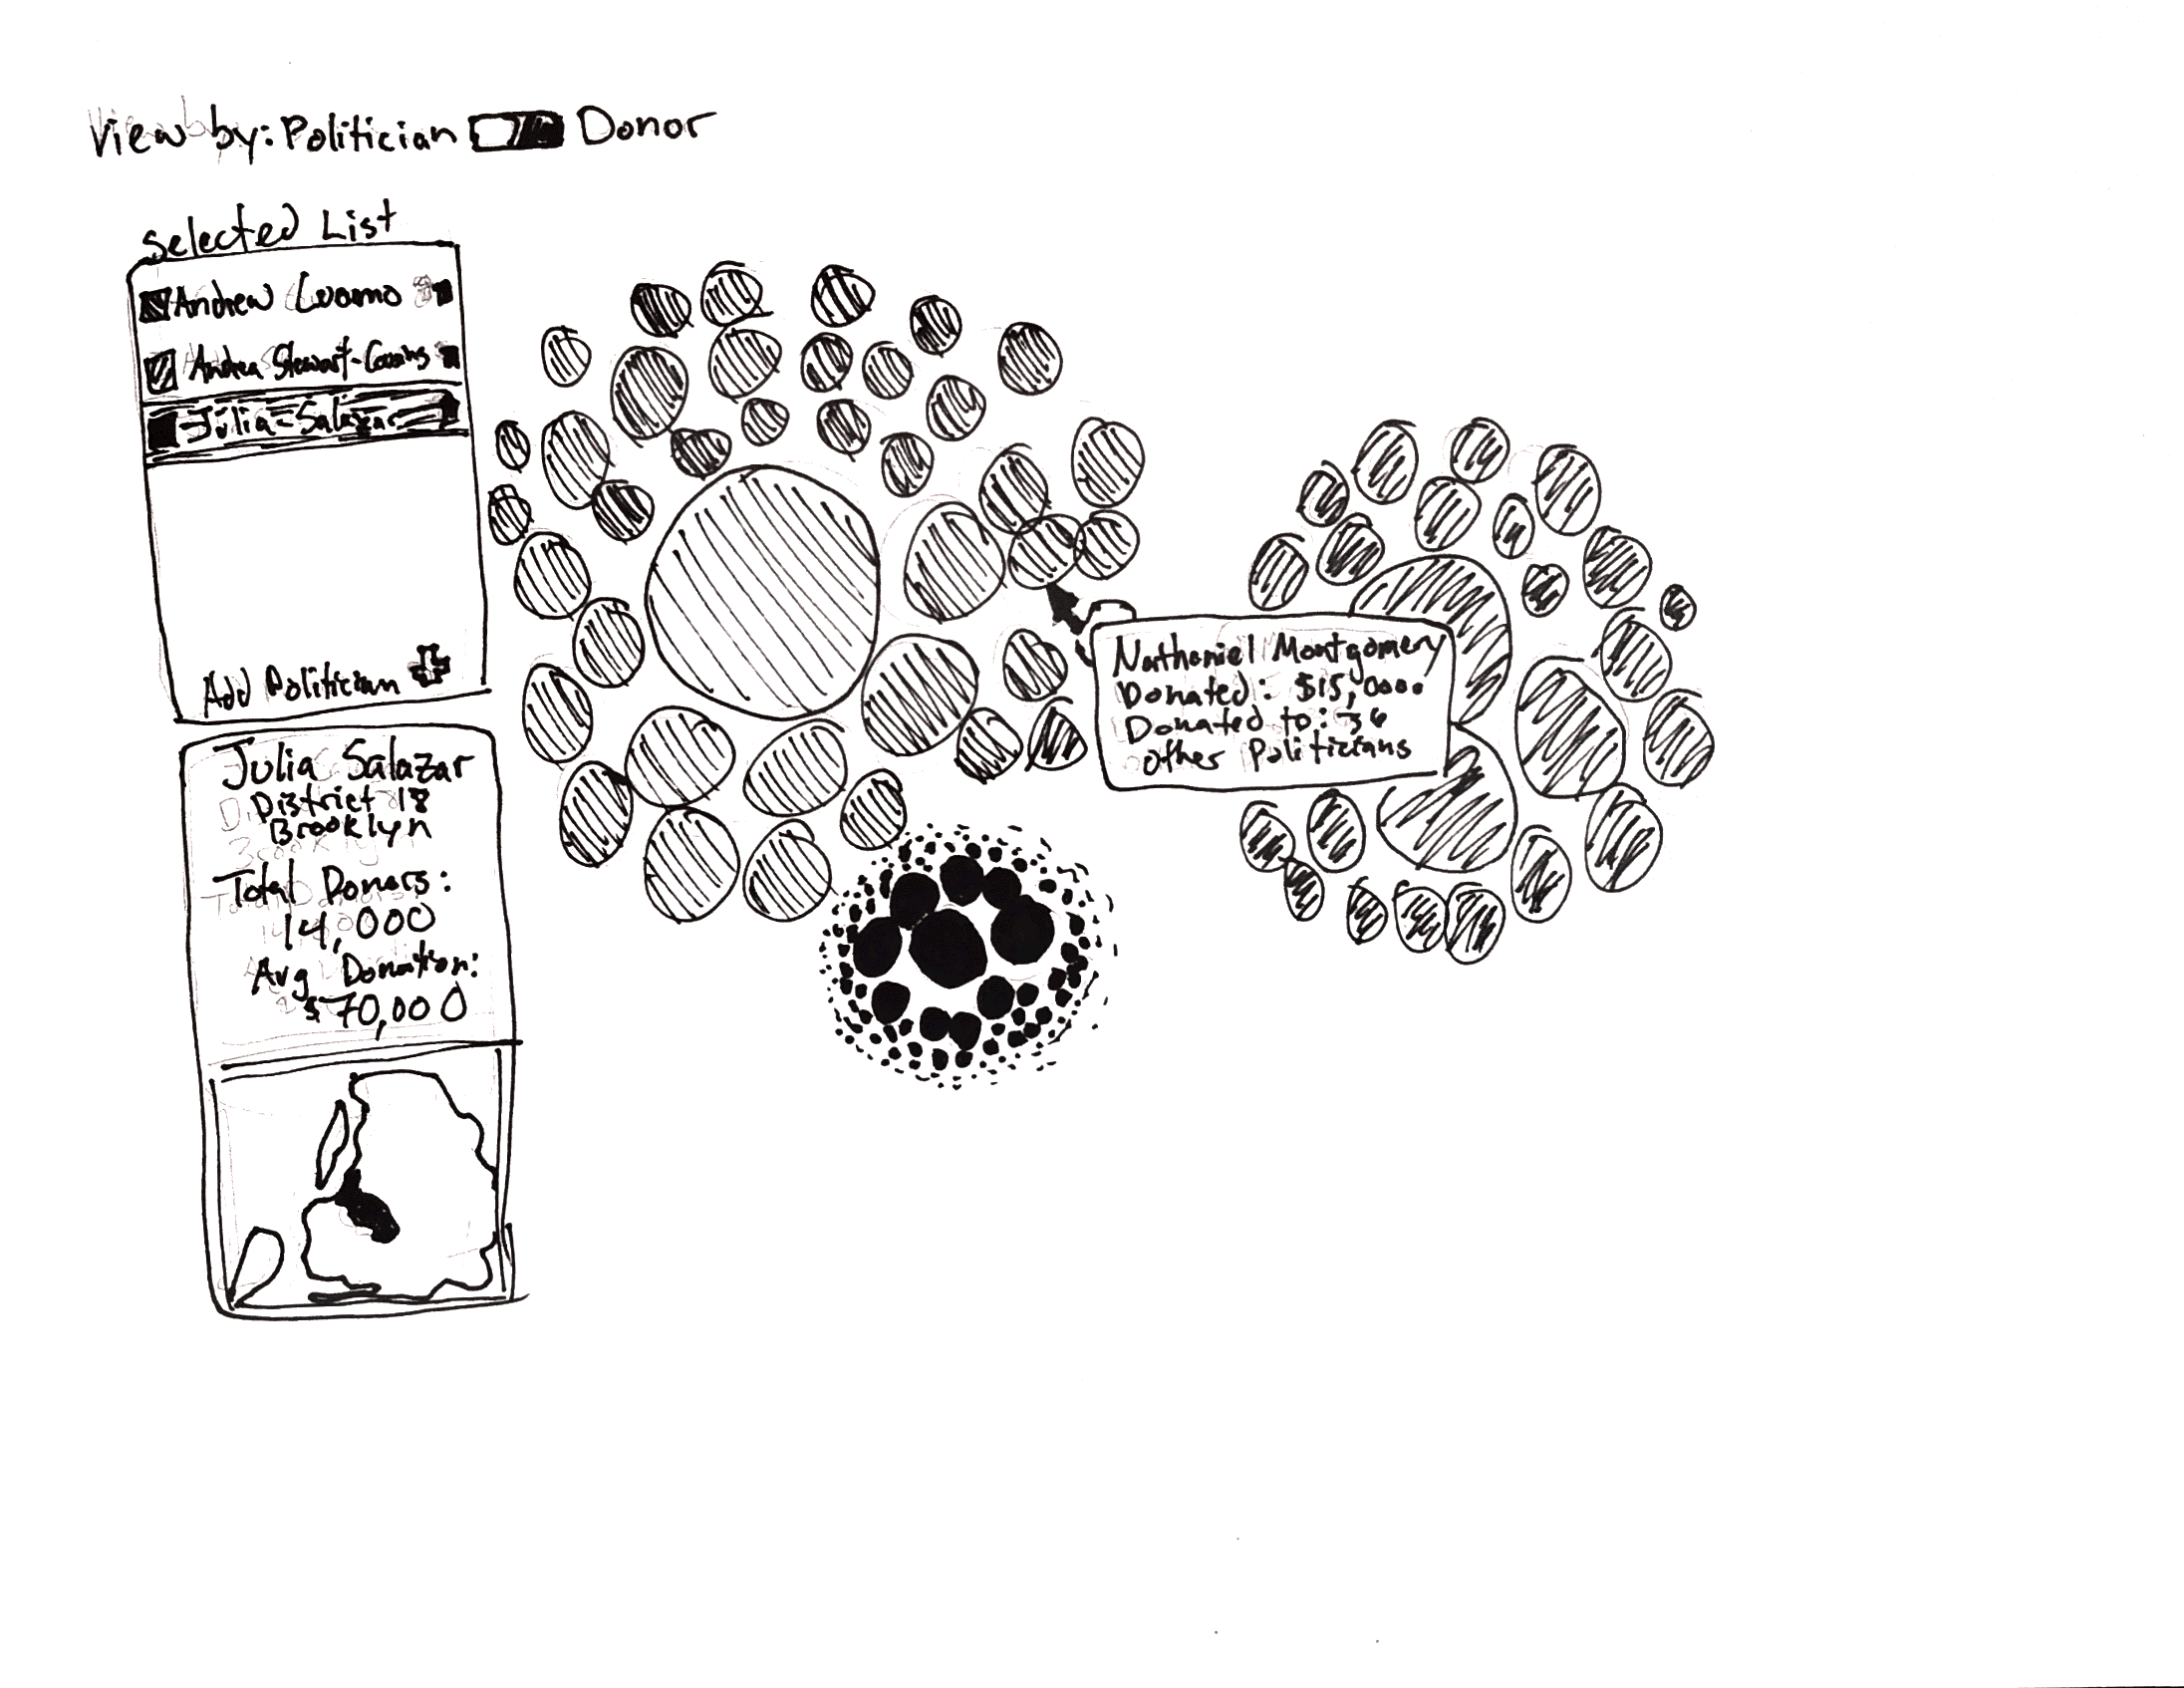 View by: Politician Donor
Selected List
Andrew Cuomo
Andrea Stewart-Cousins
Julia Salazar
Add Politician
Julia Salazar
District 18
Brooklyn
Total Donors:
14,000
Avg Donation:
$70,000
Nathaniel Montgomery
Donated: $15,000
Donated to: 36
other Politicians